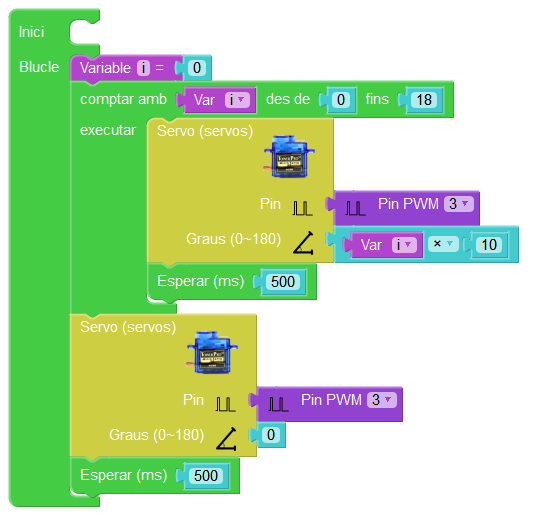 Inici
Blucle Variable i = 0
comptar amb Var i des de 0 fins 18
executar Servo (servos)
Pin Pin PWM 3
Graus (0~180) Var i × 10
Esperar (ms) 500
Servo (servos)
Pin Pin PWM 3
Graus (0~180) 0
Esperar (ms) 500